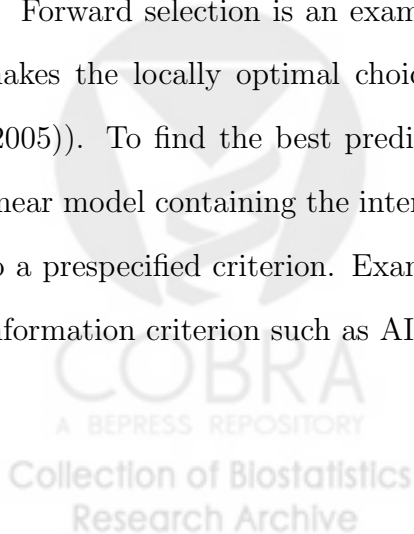 Forward selection is an exam
makes the locally optimal choic
2005)). To find the best predi
near model containing the inter
o a prespecified criterion. Exam
nformation criterion such as AI
COBRA
A BEPRESS REPOSITORY
Collection of Biostatistics
Research Archive